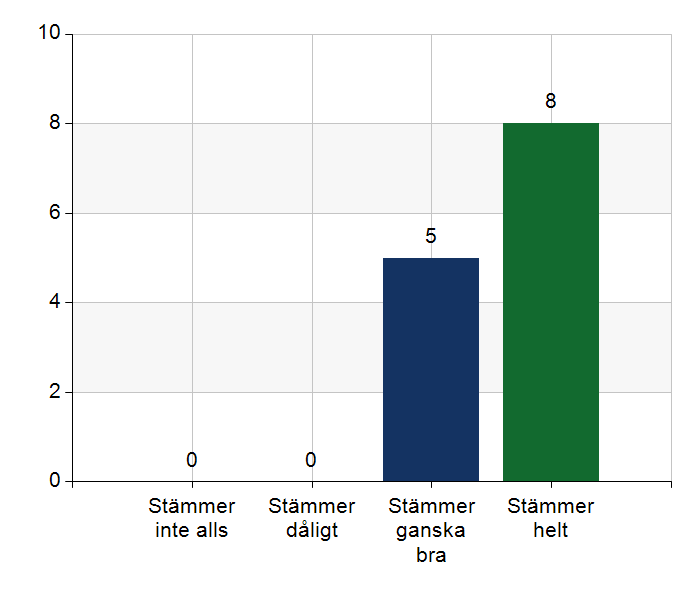 10
8
8
6
5
4
2
0
0
0
Stämmer
inte alls
Stämmer
dåligt
Stämmer
ganska
bra
Stämmer
helt